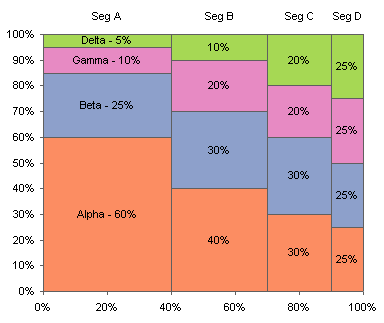 Seg A Seg B Seg C Seg D
100%
Delta - 5%
90%
Gamma - 10% 10% 20% 25%
80%
Beta - 25% 20%
70%
60% 20% 25%
50% 30%
40% 30% 25%
30% Alpha - 60%
20% 40% 30% 25%
10%
0%
0% 20% 40% 60% 80% 100%